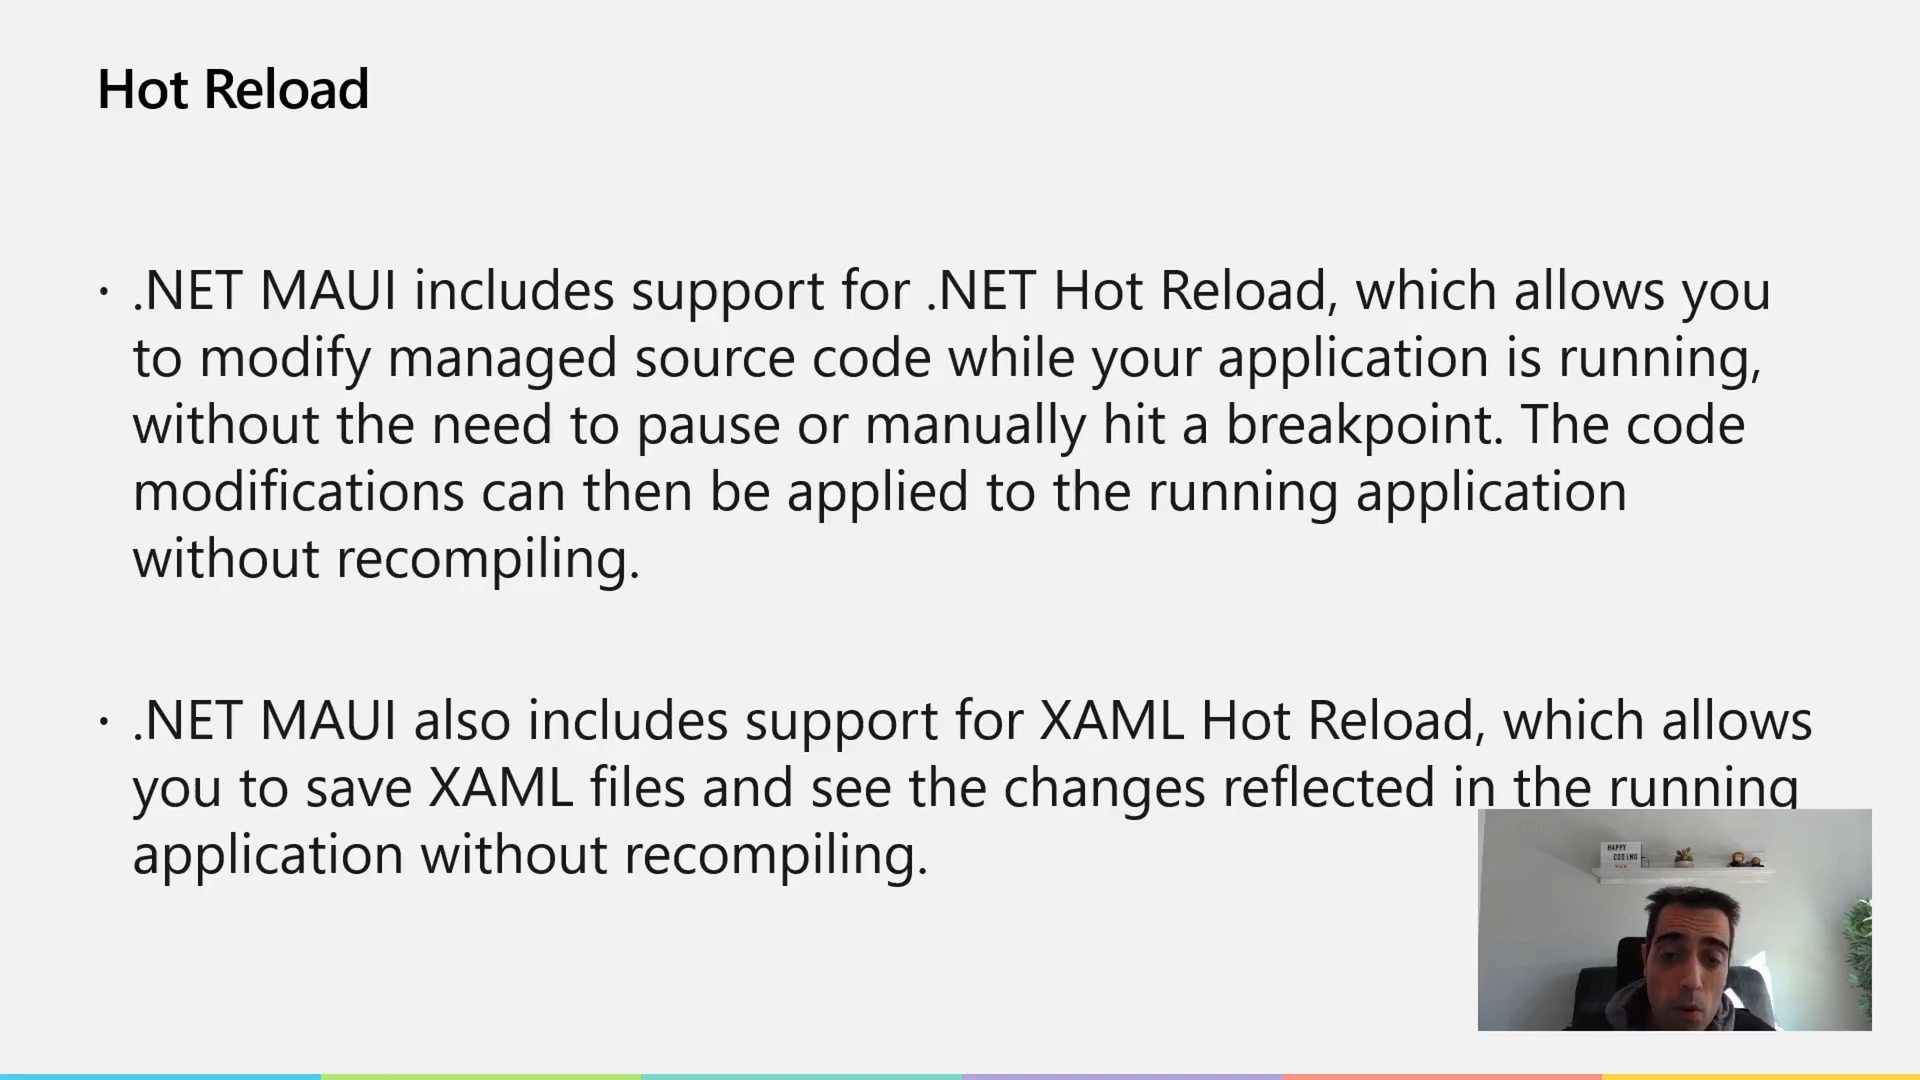 Hot Reload
· .NET MAUI includes support for .NET Hot Reload, which allows you
to modify managed source code while your application is running,
without the need to pause or manually hit a breakpoint. The code
modifications can then be applied to the running application
without recompiling.
· .NET MAUI also includes support for XAML Hot Reload, which allows
you to save XAML files and see the changes reflected in the running
application without recompiling.
HAPPY
CODING